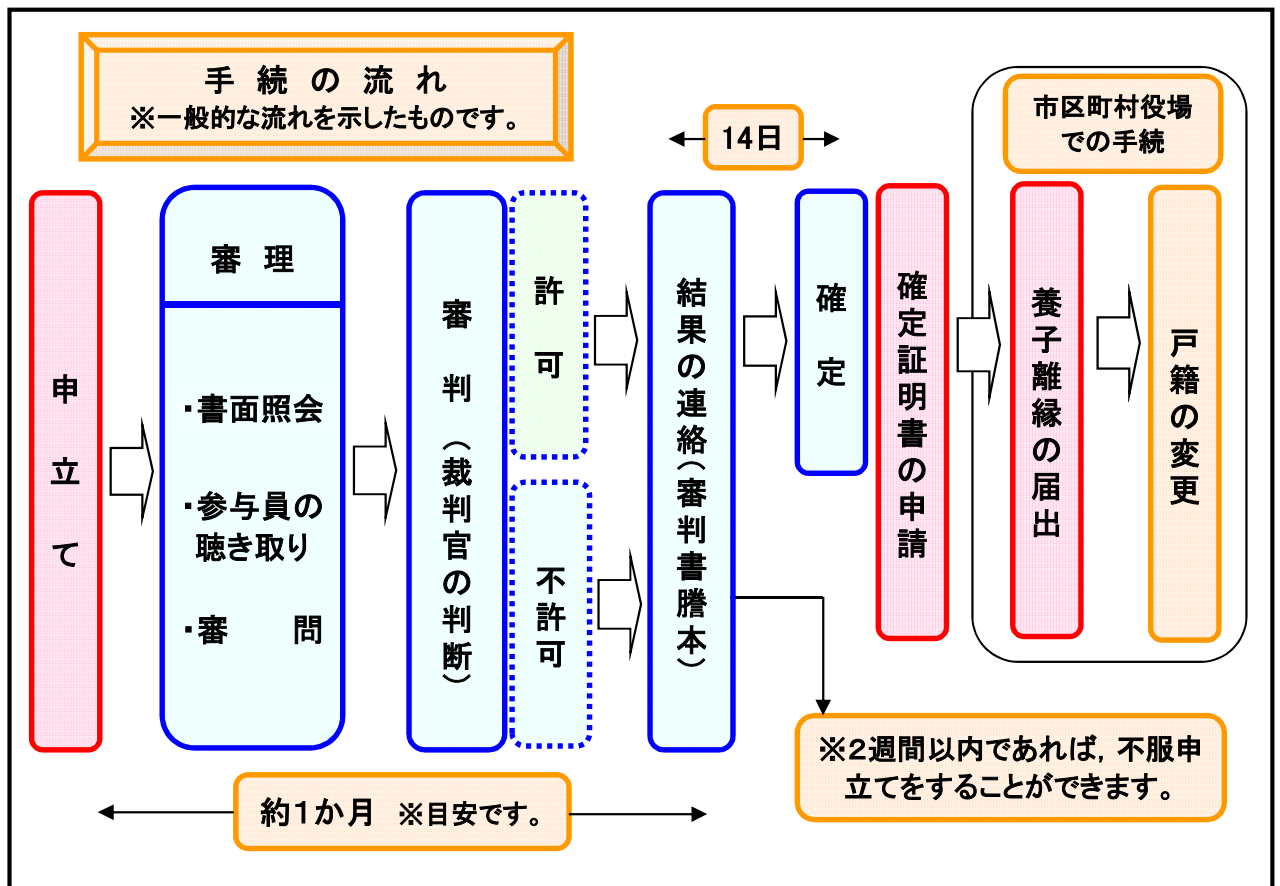 手続の流れ
※一般的な流れを示したものです。
申立て
審理
・書面照会
・参与員の
聴き取り
・審問
審判（裁判官の判断）
許可
不許可
結果の連絡（審判書謄本）
14日
確定
確定証明書の申請
市区町村役場
での手続
養子離縁の届出
戸籍の変更
※２週間以内であれば，不服申
立てをすることができます。
約１か月 ※目安です。